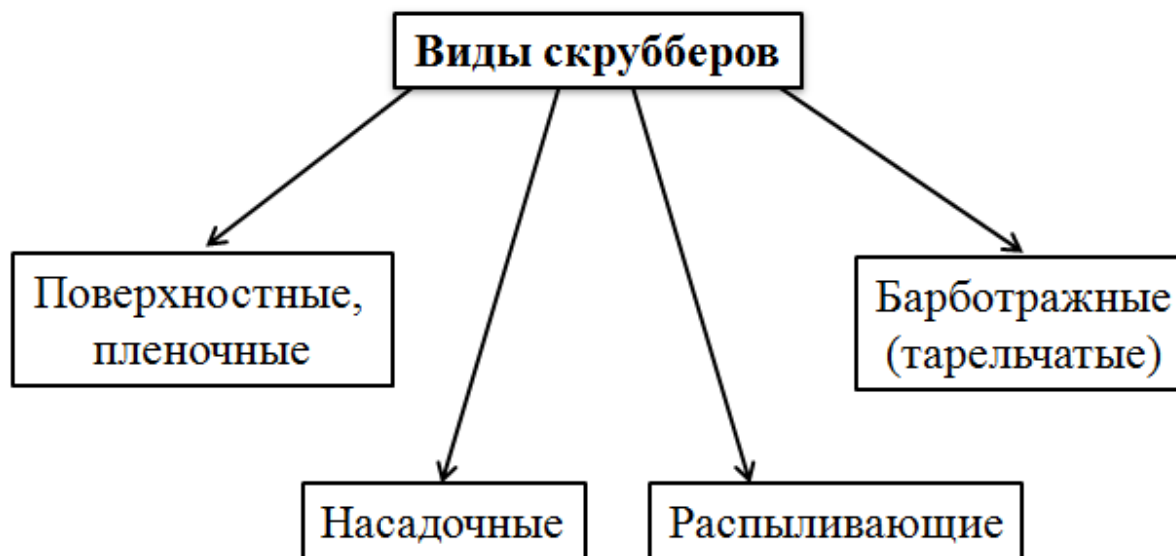 Виды скрубберов
Поверхностные,
пленочные
Барботражные
(тарельчатые)
Насадочные
Распыливающие